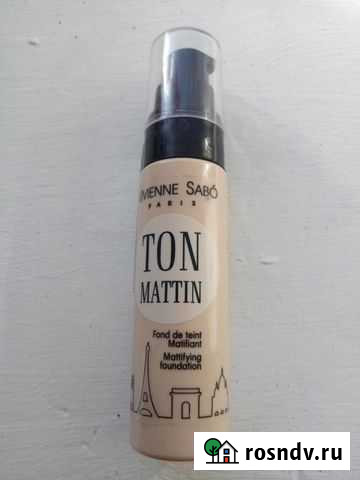 VIVIENNE SABÓ
PARIS
TON
MATTIN
Fond de teint
Matifiant
Mattifying
foundation
rosndv.ru